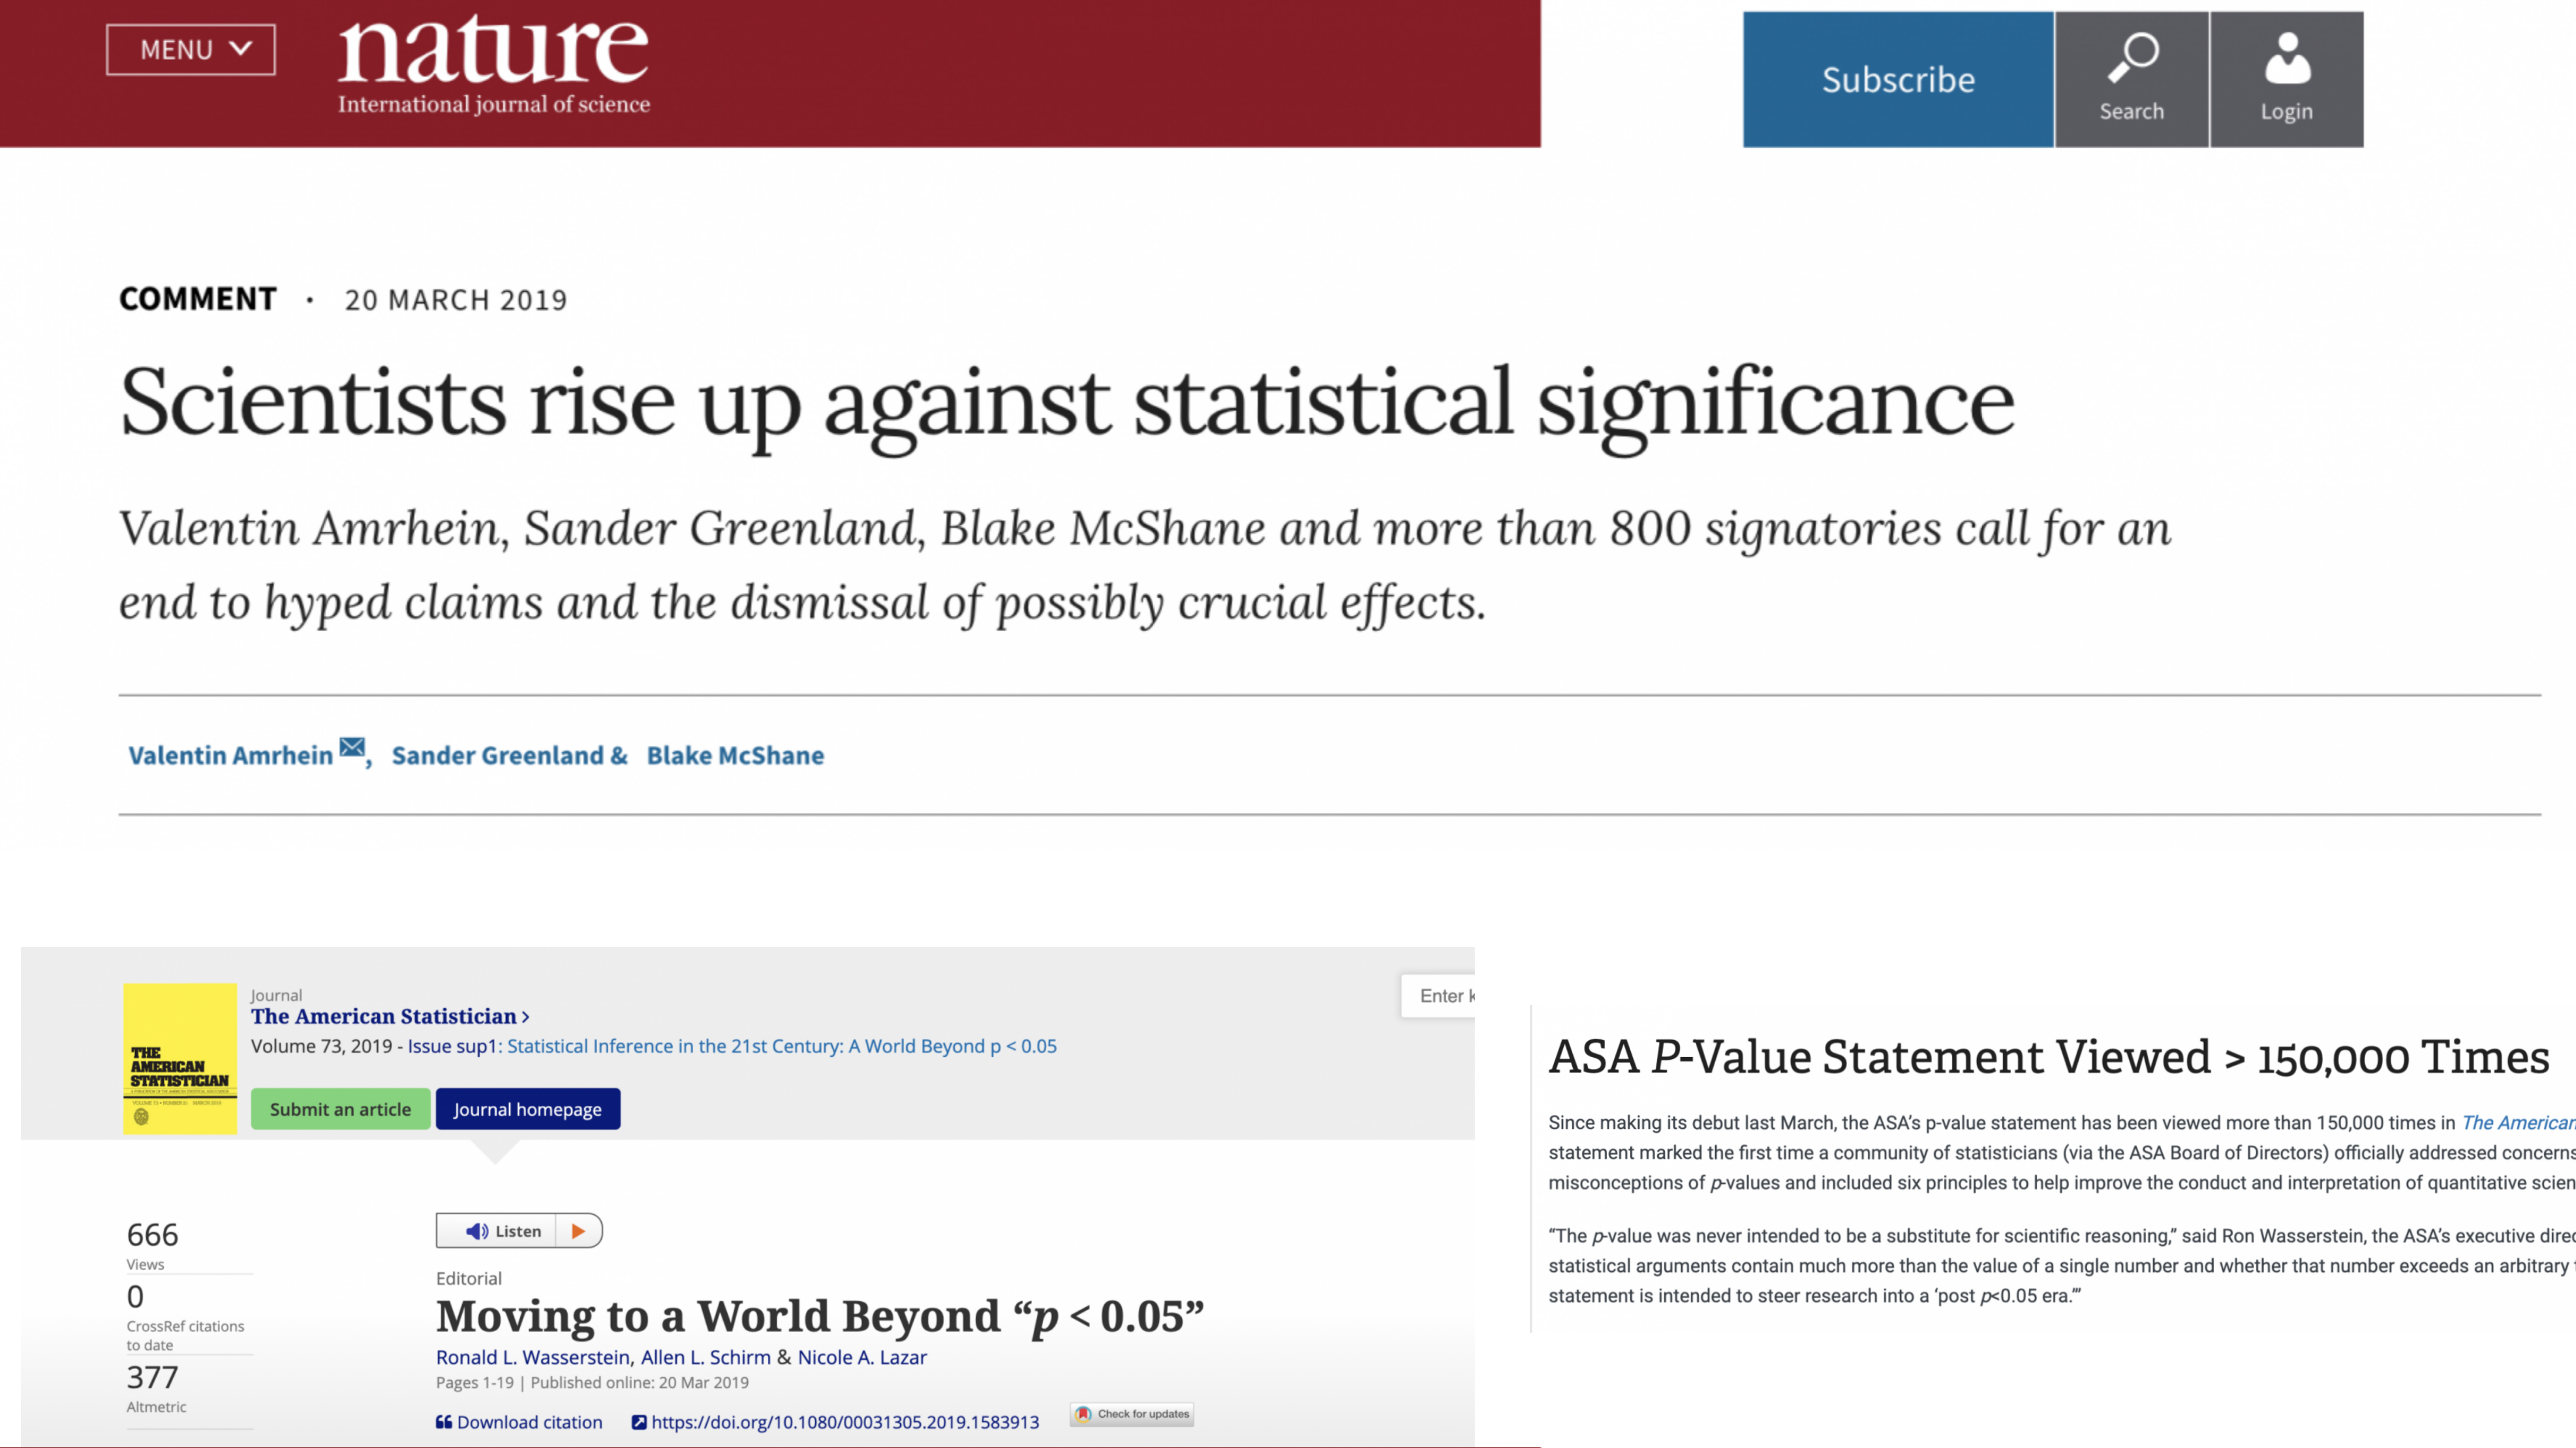 MENU
nature
International journal of science
Subscribe
Search
Login
COMMENT · 20 MARCH 2019
Scientists rise up against statistical significance
Valentin Amrhein, Sander Greenland, Blake McShane and more than 800 signatories call for an
end to hyped claims and the dismissal of possibly crucial effects.
Valentin Amrhein, Sander Greenland & Blake McShane
THE
AMERICAN
STATISTICIAN
Journal
The American Statistician >
Volume 73, 2019 - Issue sup1: Statistical Inference in the 21st Century: A World Beyond p < 0.05
Enter k
Submit an article
Journal homepage
666
Views
0
CrossRef citations
to date
377
Altmetric
Listen
Editorial
Moving to a World Beyond “p < 0.05”
Ronald L. Wasserstein, Allen L. Schirm & Nicole A. Lazar
Pages 1-19 | Published online: 20 Mar 2019
Download citation https://doi.org/10.1080/00031305.2019.1583913
Check for updates
ASA P-Value Statement Viewed > 150,000 Times
Since making its debut last March, the ASA’s p-value statement has been viewed more than 150,000 times in The American
statement marked the first time a community of statisticians (via the ASA Board of Directors) officially addressed concerns
misconceptions of p-values and included six principles to help improve the conduct and interpretation of quantitative scien
“The p-value was never intended to be a substitute for scientific reasoning,” said Ron Wasserstein, the ASA’s executive direc
statistical arguments contain much more than the value of a single number and whether that number exceeds an arbitrary
statement is intended to steer research into a ‘post p<0.05 era.’”